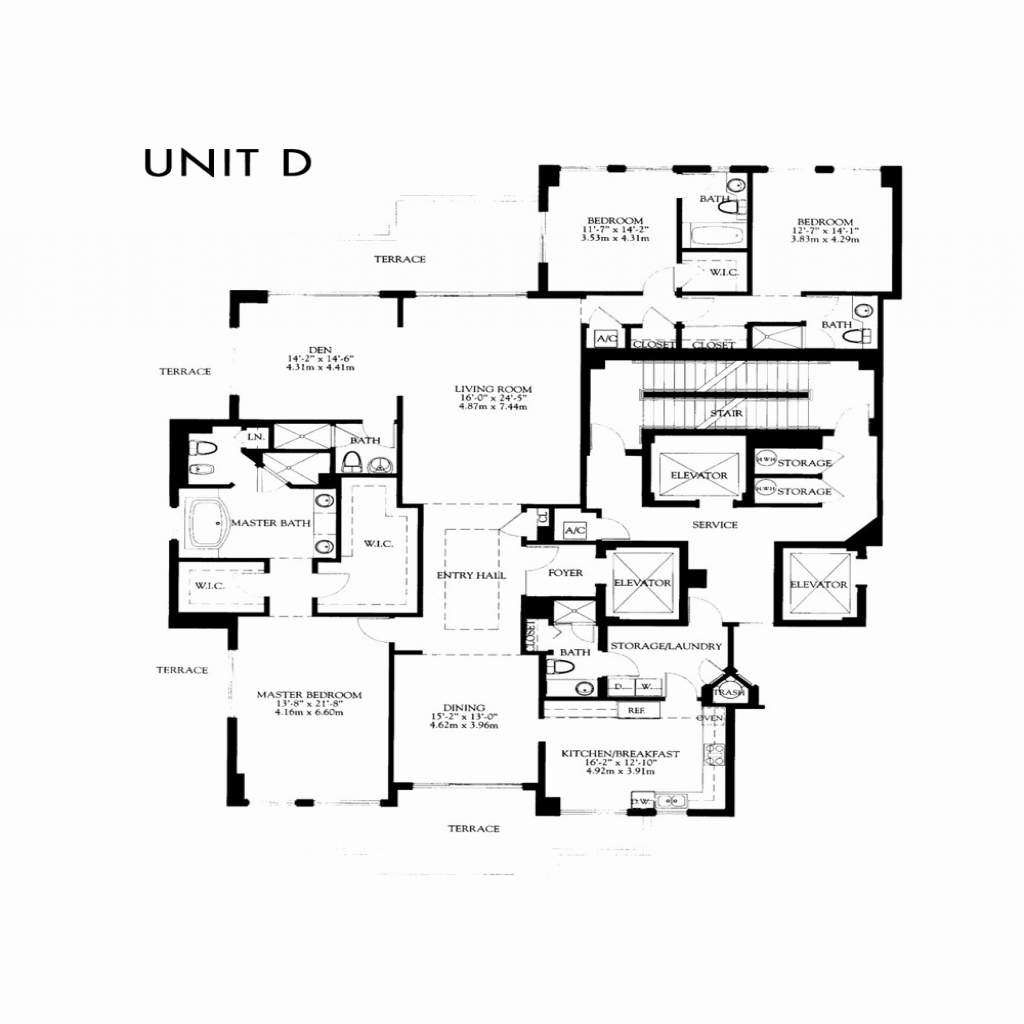 UNIT D
BATH
BEDROOM
11'-7" x 14'-2"
3.53m x 4.31m
BEDROOM
12'-7" x 14'-1"
3.83m x 4.29m
TERRACE
W.I.C.
BATH
A/C
CLOSET
CLOSET
DEN
14'-2" x 14'-6"
4.31m x 4.41m
TERRACE
LIVING ROOM
16'-0" x 24'-5"
4.87m x 7.44m
STAIR
LN.
BATH
HWH
STORAGE
ELEVATOR
HWH
STORAGE
MASTER BATH
CL
A/C
SERVICE
W.I.C.
ENTRY HALL
FOYER
ELEVATOR
ELEVATOR
W.I.C.
CLOSET
BATH
STORAGE/LAUNDRY
TERRACE
D.
W.
TRASH
MASTER BEDROOM
13'-8" x 21'-8"
4.16m x 6.60m
DINING
15'-2" x 13'-0"
4.62m x 3.96m
REF.
OVEN
KITCHEN/BREAKFAST
16'-2" x 12'-10"
4.92m x 3.91m
D.W.
TERRACE